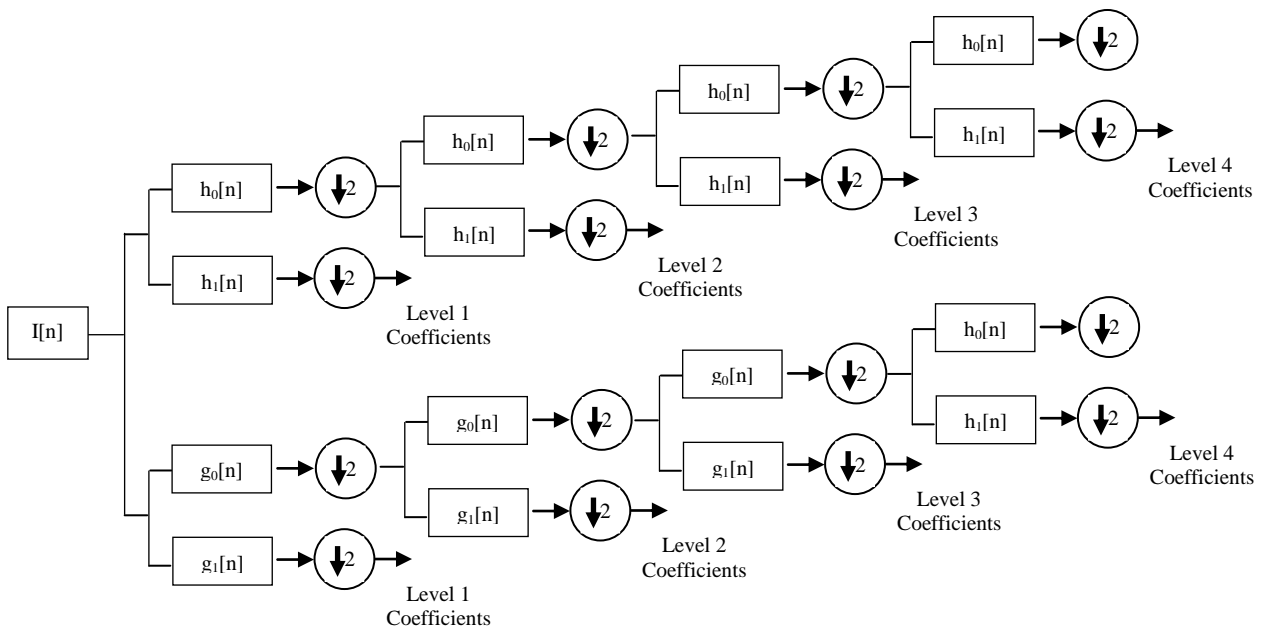 I[n]
h₀[n]
2
h₀[n]
2
h₀[n]
2
h₀[n]
2
h₁[n]
2
Level 4
Coefficients
h₁[n]
2
Level 3
Coefficients
h₁[n]
2
Level 2
Coefficients
h₁[n]
2
Level 1
Coefficients
g₀[n]
2
g₀[n]
2
g₀[n]
2
h₀[n]
2
h₁[n]
2
Level 4
Coefficients
g₁[n]
2
Level 3
Coefficients
g₁[n]
2
Level 2
Coefficients
g₁[n]
2
Level 1
Coefficients